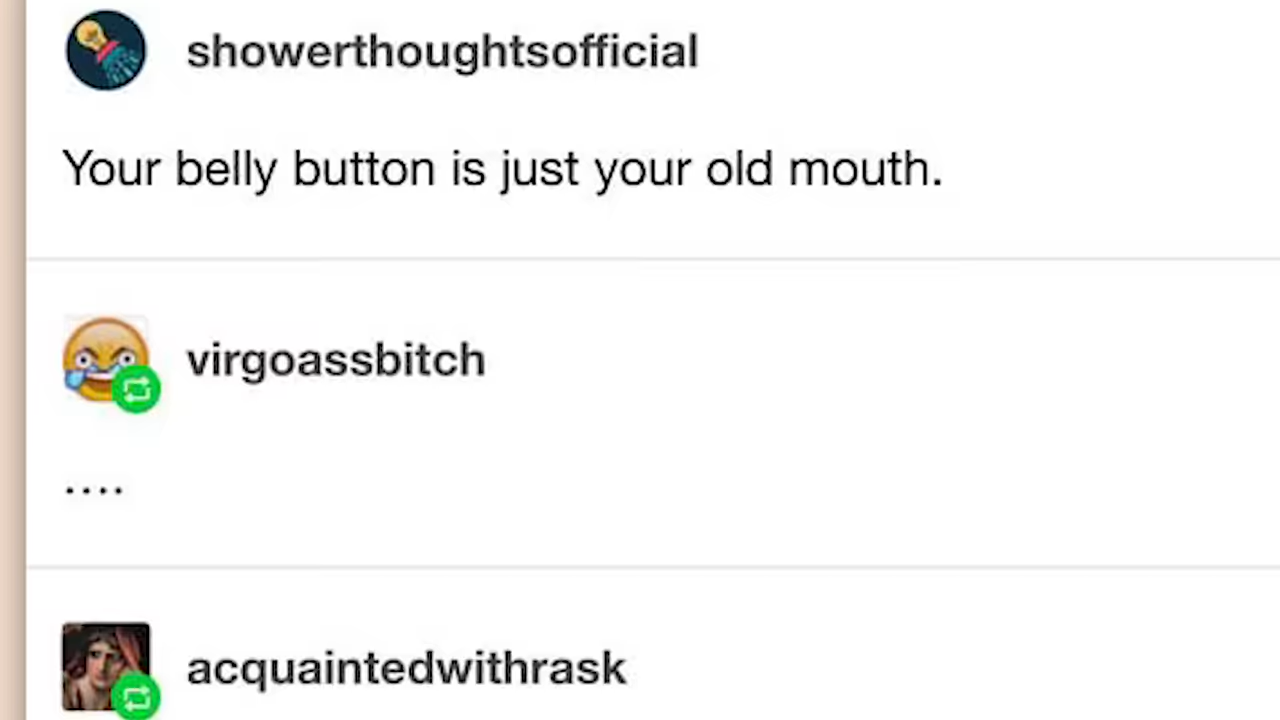 showerthoughtsofficial
Your belly button is just your old mouth.
virgoassbitch
....
acquaintedwithrask